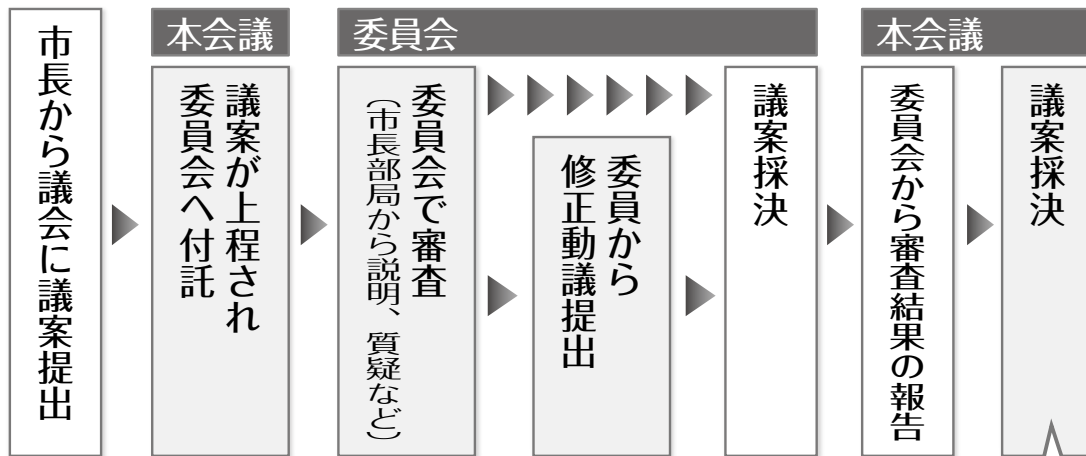 市長から議会に議案提出
本会議
議案が上程され
委員会へ付託
委員会
委員会で審査
（市長部局から説明、質疑など）
委員から
修正動議提出
議案採決
本会議
委員会から審査結果の報告
議案採決